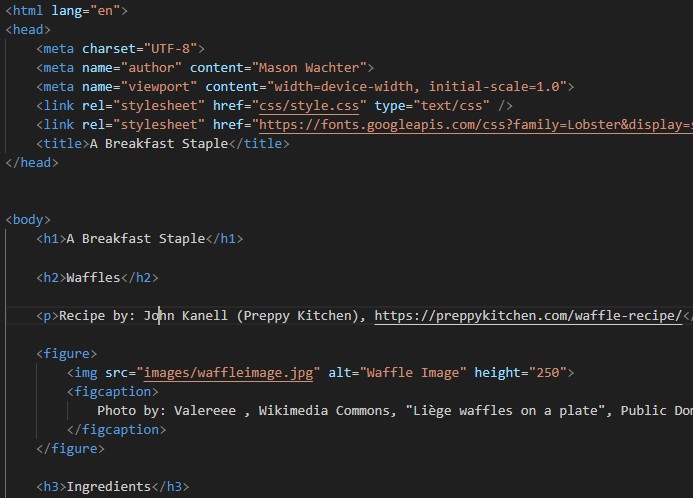 <html lang="en">
<head>
<meta charset="UTF-8">
<meta name="author" content="Mason Wachter">
<meta name="viewport" content="width=device-width, initial-scale=1.0">
<link rel="stylesheet" href="css/style.css" type="text/css" />
<link rel="stylesheet" href="https://fonts.googleapis.com/css?family=Lobster&display=s
<title>A Breakfast Staple</title>
</head>
<body>
<h1>A Breakfast Staple</h1>
<h2>Waffles</h2>
<p>Recipe by: John Kanell (Preppy Kitchen), https://preppykitchen.com/waffle-recipe/</
<figure>
<img src="images/waffleimage.jpg" alt="Waffle Image" height="250">
<figcaption>
Photo by: Valereee , Wikimedia Commons, "Liège waffles on a plate", Public Dom
</figcaption>
</figure>
<h3>Ingredients</h3>